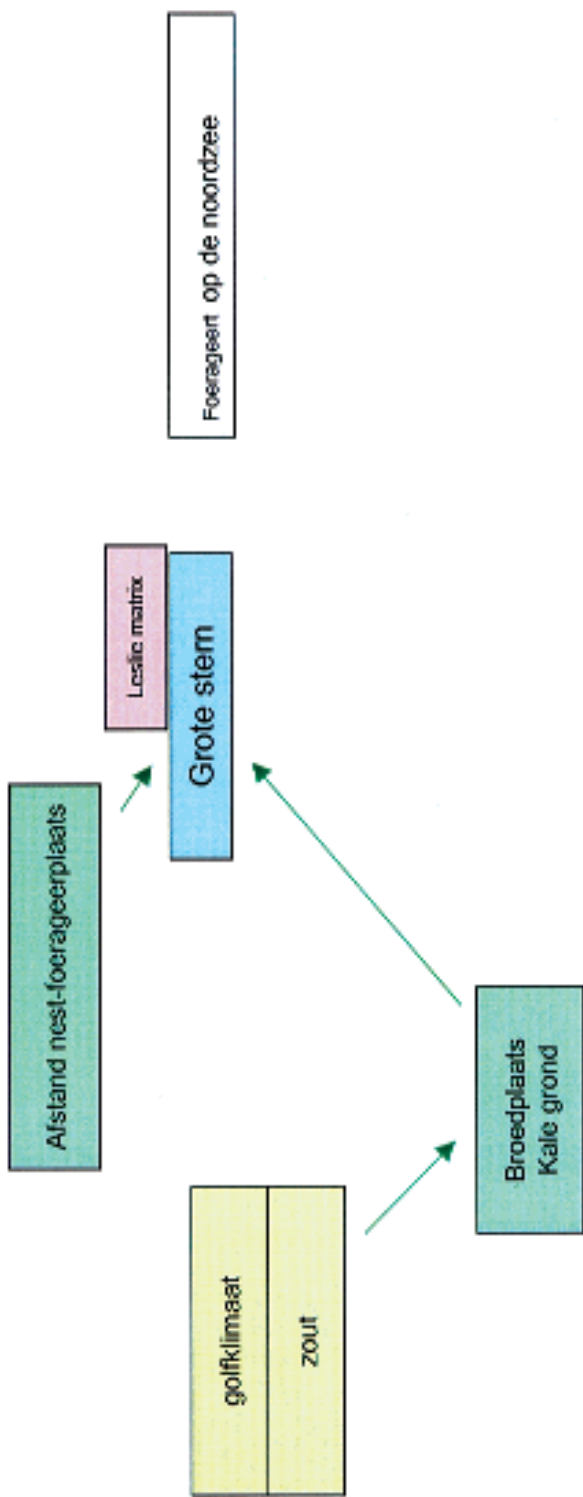 Afstand nest-foerageerplaats
golfklimaat
zout
Leslie matrix
Grote stern
Foerageert op de noordzee
Broedplaats
Kale grond